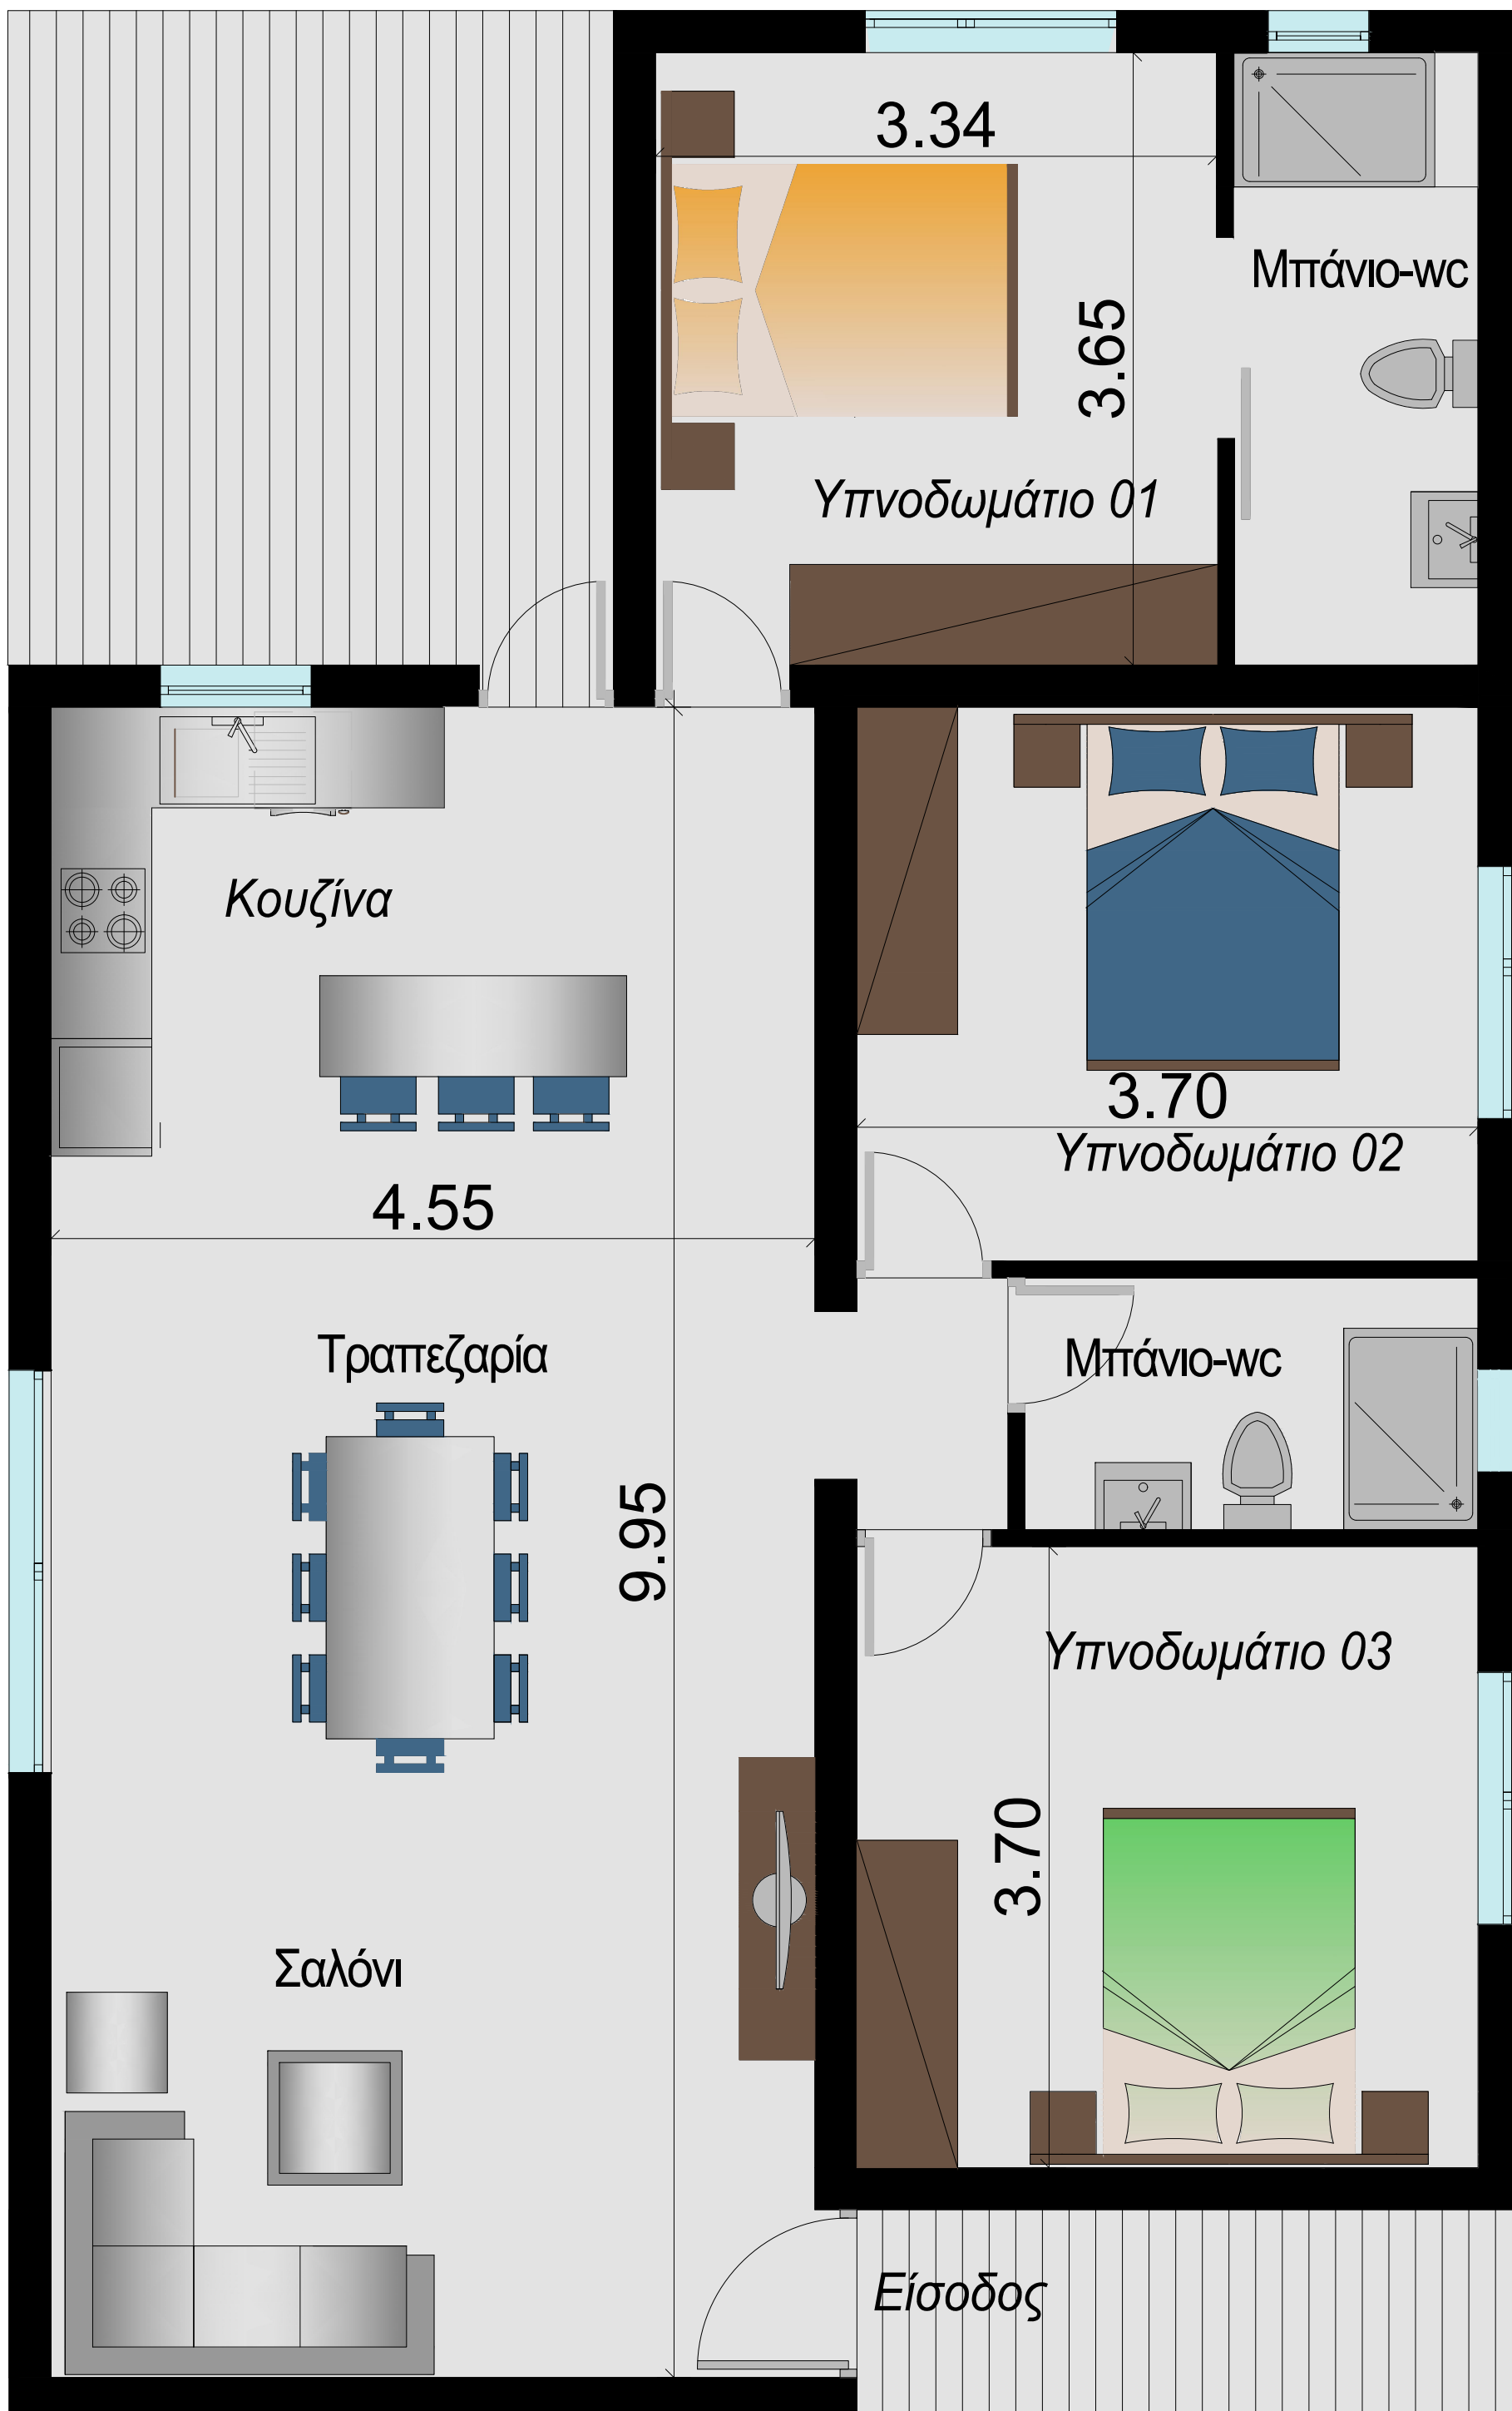 3.34
Μπάνιο-wc
3.65
Υπνοδωμάτιο 01
Κουζίνα
3.70
Υπνοδωμάτιο 02
4.55
Τραπεζαρία
Μπάνιο-wc
9.95
Υπνοδωμάτιο 03
3.70
Σαλόνι
Είσοδος